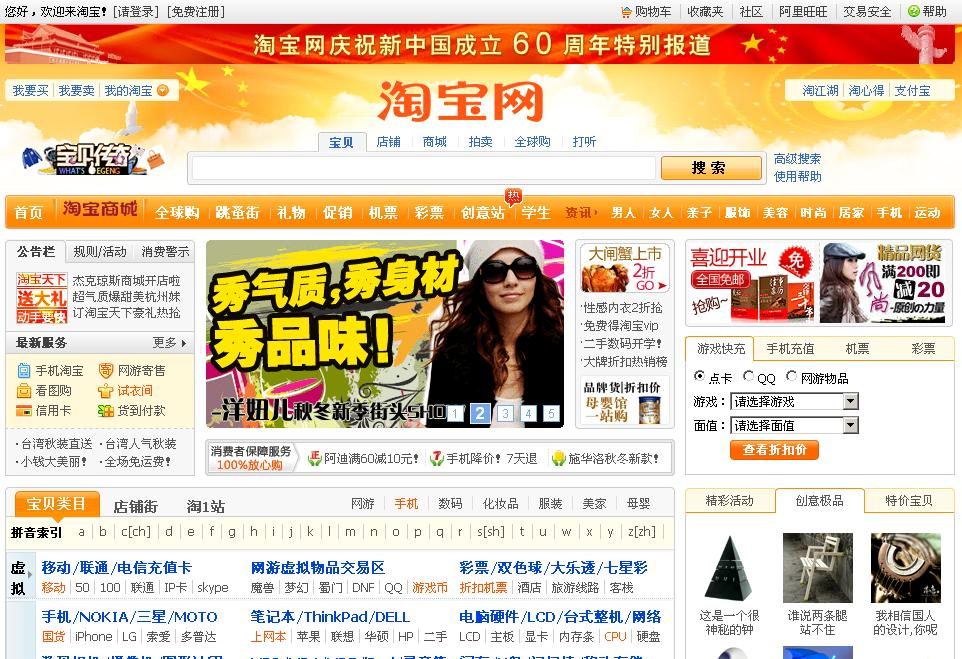 您好，欢迎来淘宝！ [请登录] [免费注册]
购物车 收藏夹 社区 阿里旺旺 交易安全 帮助
淘宝网庆祝新中国成立 60 周年特别报道
我要买 我要卖 我的淘宝
淘宝网
淘江湖 淘心得 支付宝
宝贝 店铺 商城 拍卖 全球购 打听
宝贝传奇
搜 索
高级搜索
使用帮助
热
首页 淘宝商城 全球购 跳蚤街 礼物 促销 机票 彩票 创意站 学生 资讯 男人 女人 亲子 服饰 美容 时尚 居家 手机 运动
公告栏 规则/活动 消费警示
淘宝天下
送大礼
动手要快
杰克琼斯商城开店啦
超气质爆甜美杭州妹
订淘宝天下豪礼热抢
最新服务 更多
手机淘宝 网游寄售
看图购 试衣间
信用卡 货到付款
·台湾秋装直送 ·台湾人气秋装
·小钱大美丽！ ·全场免运费！
秀气质,秀身材
秀品味！
-洋妞儿秋冬新季街头SHO
1 2 3 4 5
大闸蟹上市
2折
GO
·性感内衣2折抢
·免费得淘宝vip
·二手数码开学！
·大牌折扣热销榜
品牌货|折扣价
母婴馆
一站购
喜迎开业 免
全国免邮
抢购~
精品网货
满200即
减20
尚 -原创の力量
游戏快充 手机充值 机票 彩票
点卡 QQ 网游物品
游戏： 请选择游戏
面值： 请选择面值
查看折扣价
消费者保障服务
100%放心购
正 阿迪满60减10元！ 7 手机降价！7天退 施华洛秋冬新款！
宝贝类目 店铺街 淘1站 网游 手机 数码 化妆品 服装 美家 母婴
拼音索引 a b c[ch] d e f g h i j k l m n o p q r s[sh] t u w x y z[zh]
虚
拟
移动/联通/电信充值卡 网游虚拟物品交易区 彩票/双色球/大乐透/七星彩
移动 50 100 联通 IP卡 skype 魔兽 梦幻 蜀门 DNF QQ 游戏币 折扣机票 酒店 旅游线路 客栈
手机/NOKIA/三星/MOTO 笔记本/ThinkPad/DELL 电脑硬件/LCD/台式整机/网络
国货 iPhone LG 索爱 多普达 上网本 苹果 联想 华硕 HP 二手 LCD 主板 显卡 内存条 CPU 硬盘
精彩活动 创意极品 特价宝贝
这是一个很
神秘的钟
谁说两条腿
站不住
我相信国人
的设计,你呢